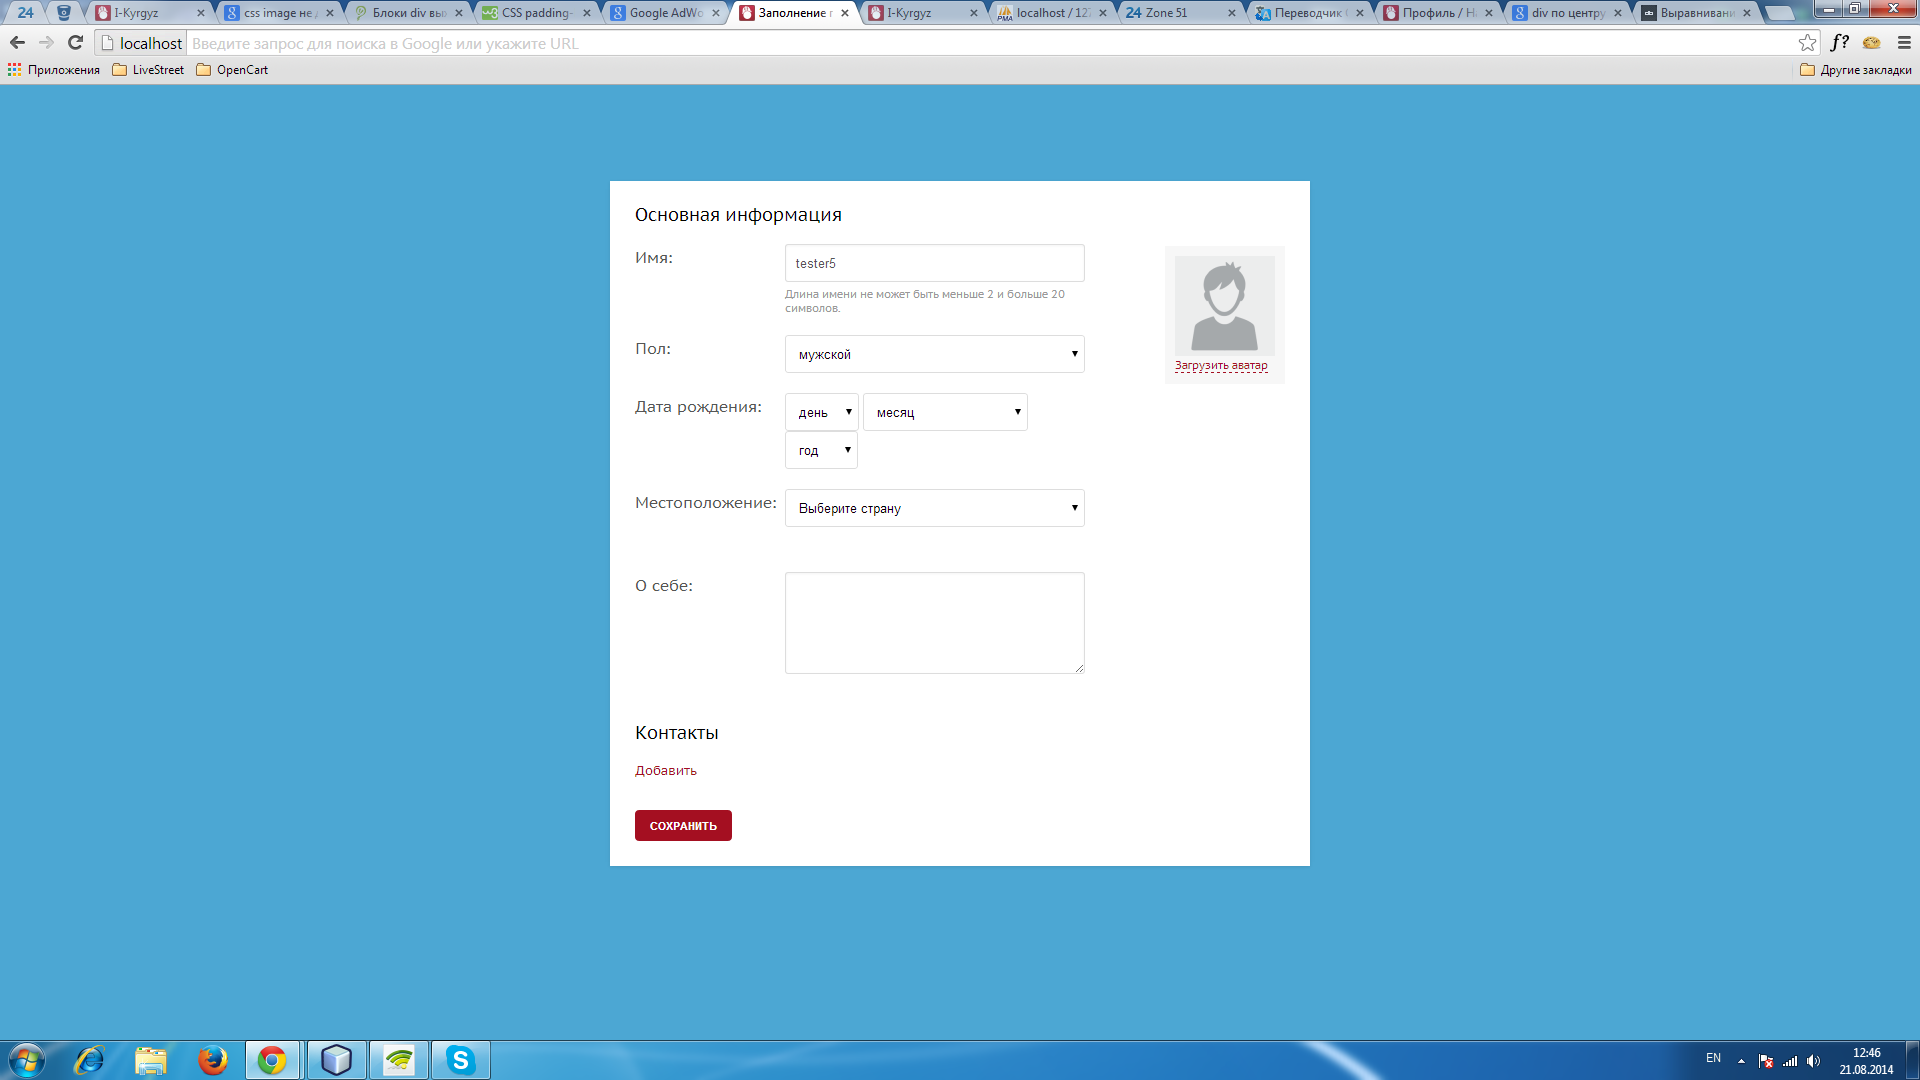 24
I-Kyrgyz
css image не д
Блоки div выв
CSS padding-
Google AdWo
Заполнение п
I-Kyrgyz
localhost / 127
24 Zone 51
Переводчик G
Профиль / На
div по центру
Выравнивани
localhost Введите запрос для поиска в Google или укажите URL
f?
Приложения LiveStreet OpenCart Другие закладки
Основная информация
Имя: tester5
Длина имени не может быть меньше 2 и больше 20
символов.
Загрузить аватар
Пол: мужской
Дата рождения: день месяц
год
Местоположение: Выберите страну
О себе:
Контакты
Добавить
СОХРАНИТЬ
EN 12:46
21.08.2014